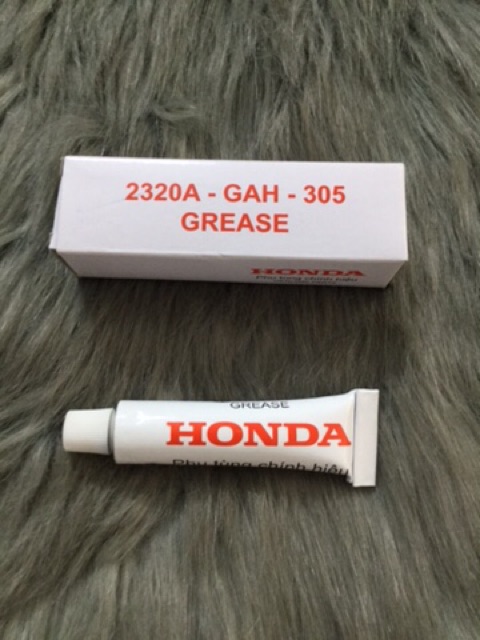 2320A - GAH - 305
GREASE
HONDA
Phụ tùng chính hiệu
GREASE
HONDA
Phụ tùng chính hiệu